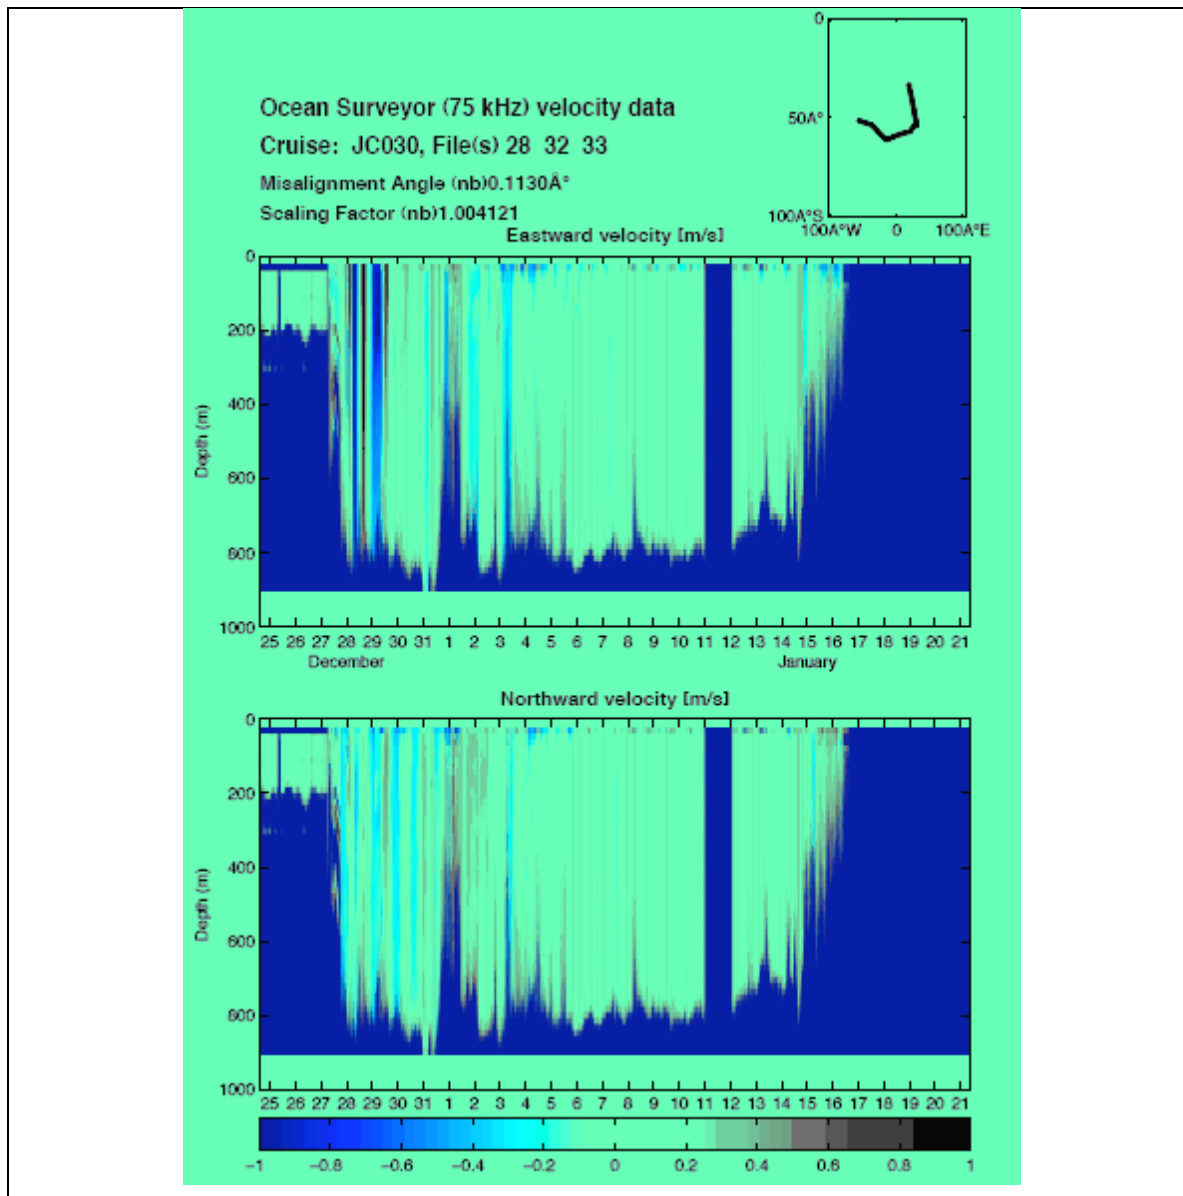 0
50A°
100A°S
100A°W 0 100A°E
Ocean Surveyor (75 kHz) velocity data
Cruise: JC030, File(s) 28 32 33
Misalignment Angle (nb)0.1130Å°
Scaling Factor (nb)1.004121
Eastward velocity [m/s]
0
200
400
600
800
1000
Depth (m)
25 26 27 28 29 30 31 1 2 3 4 5 6 7 8 9 10 11 12 13 14 15 16 17 18 19 20 21
December January
Northward velocity [m/s]
0
200
400
600
800
1000
Depth (m)
25 26 27 28 29 30 31 1 2 3 4 5 6 7 8 9 10 11 12 13 14 15 16 17 18 19 20 21
−1 −0.8 −0.6 −0.4 −0.2 0 0.2 0.4 0.6 0.8 1